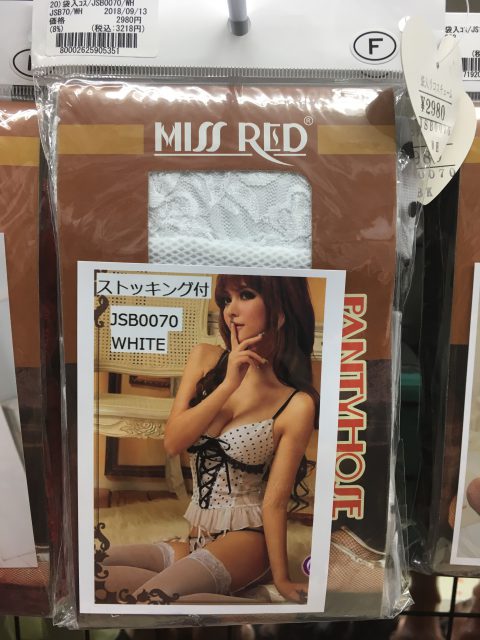 20)袋入ｺｽ/JSB0070/WH
JSB70/WH 2018/09/13
価格 2980円
(8%) (税込:3218円)
8000262590535
F
¥2980
MISS RED®
ストッキング付
JSB0070
WHITE
PANTYHOSE